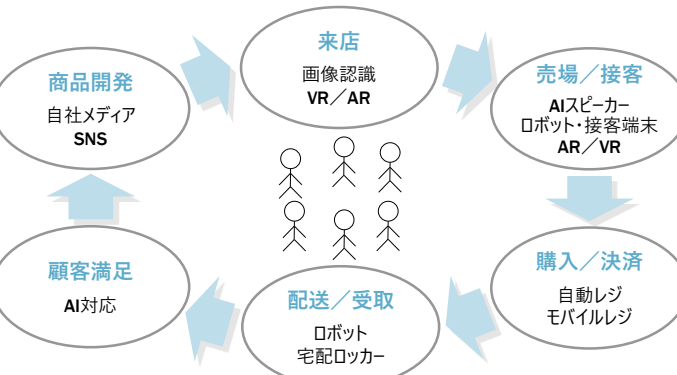 来店
画像認識
VR／AR
売場／接客
AIスピーカー
ロボット・接客端末
AR／VR
購入／決済
自動レジ
モバイルレジ
配送／受取
ロボット
宅配ロッカー
顧客満足
AI対応
商品開発
自社メディア
SNS